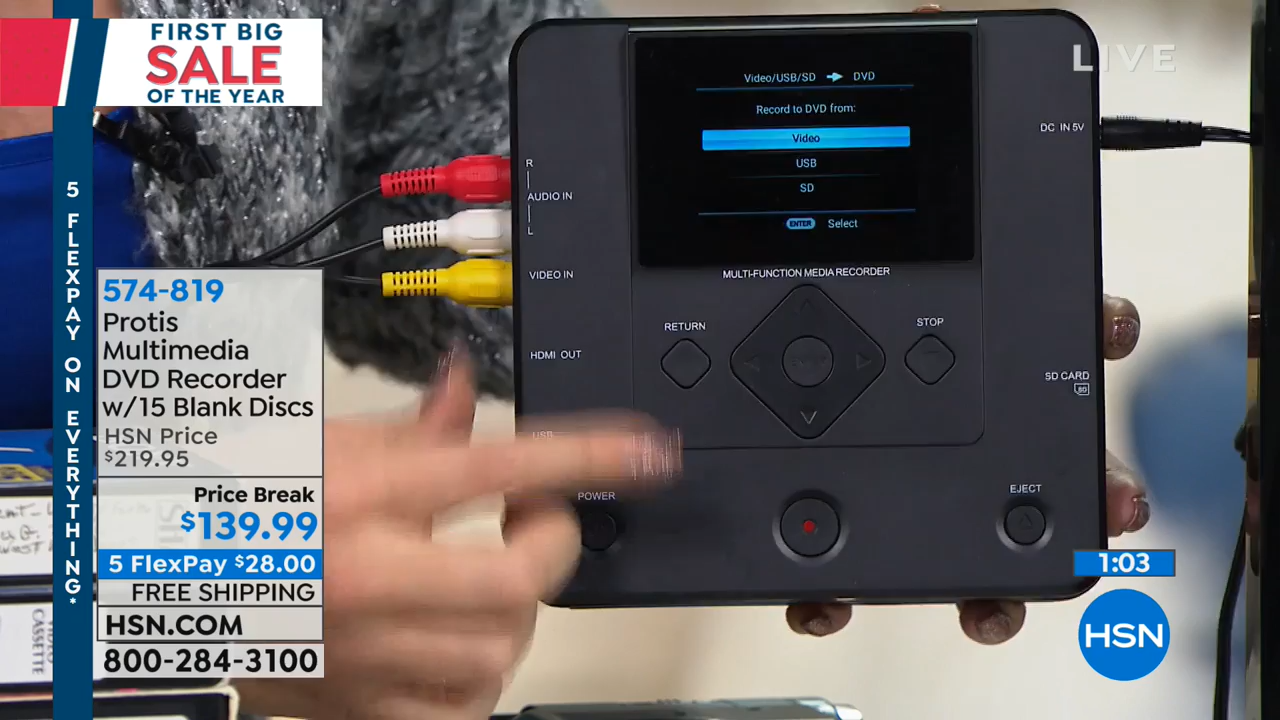 FIRST BIG
SALE
OF THE YEAR
5 FLEXPAY ON EVERYTHING*
574-819
Protis
Multimedia
DVD Recorder
w/15 Blank Discs
HSN Price
$219.95
Price Break
$139.99
5 FlexPay $28.00
FREE SHIPPING
HSN.COM
800-284-3100
VIDEO
CASSETTE
Video/USB/SD DVD
Record to DVD from:
Video
USB
SD
ENTER Select
MULTI-FUNCTION MEDIA RECORDER
R
AUDIO IN
L
VIDEO IN
HDMI OUT
USB
RETURN
STOP
POWER
EJECT
DC IN 5V
SD CARD
LIVE
1:03
HSN